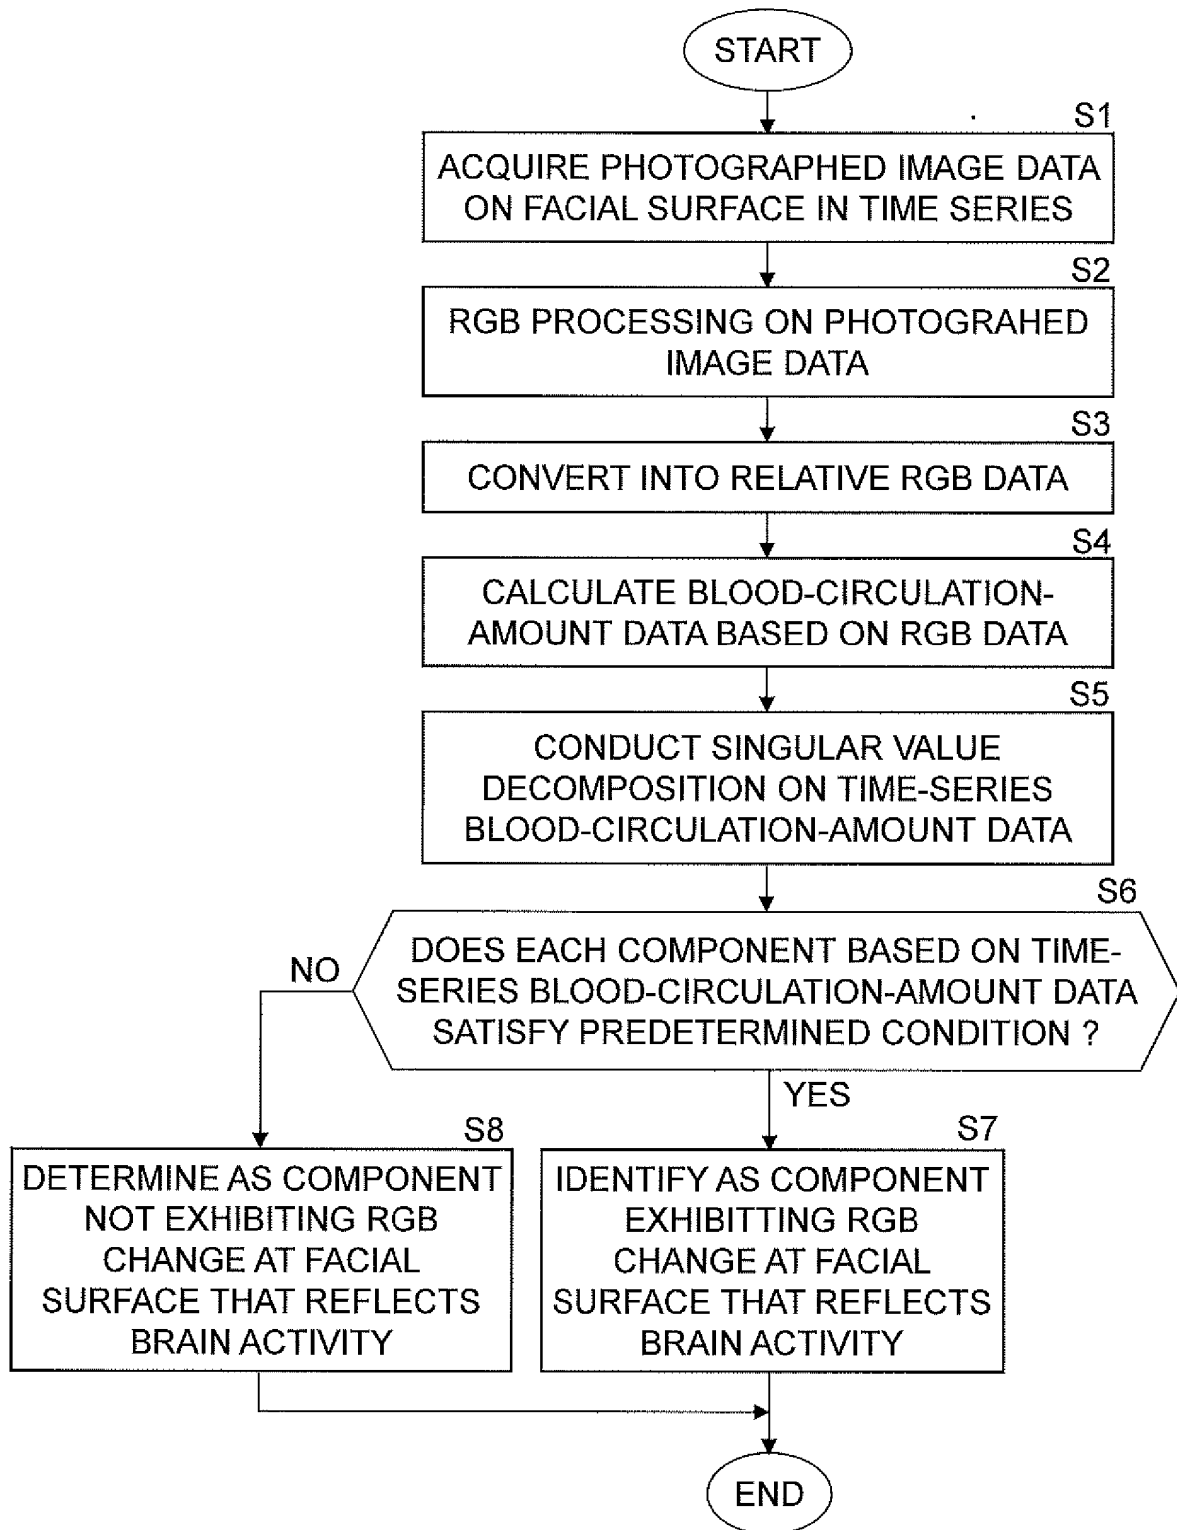 START
S1
ACQUIRE PHOTOGRAPHED IMAGE DATA
ON FACIAL SURFACE IN TIME SERIES
S2
RGB PROCESSING ON PHOTOGRAHED
IMAGE DATA
S3
CONVERT INTO RELATIVE RGB DATA
S4
CALCULATE BLOOD-CIRCULATION-
AMOUNT DATA BASED ON RGB DATA
S5
CONDUCT SINGULAR VALUE
DECOMPOSITION ON TIME-SERIES
BLOOD-CIRCULATION-AMOUNT DATA
S6
DOES EACH COMPONENT BASED ON TIME-
SERIES BLOOD-CIRCULATION-AMOUNT DATA
SATISFY PREDETERMINED CONDITION ?
NO
YES
S8
DETERMINE AS COMPONENT
NOT EXHIBITING RGB
CHANGE AT FACIAL
SURFACE THAT REFLECTS
BRAIN ACTIVITY
S7
IDENTIFY AS COMPONENT
EXHIBITTING RGB
CHANGE AT FACIAL
SURFACE THAT REFLECTS
BRAIN ACTIVITY
END